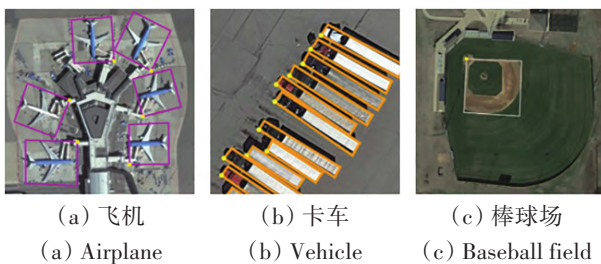 (a) 飞机 (b) 卡车 (c) 棒球场
(a) Airplane (b) Vehicle (c) Baseball field